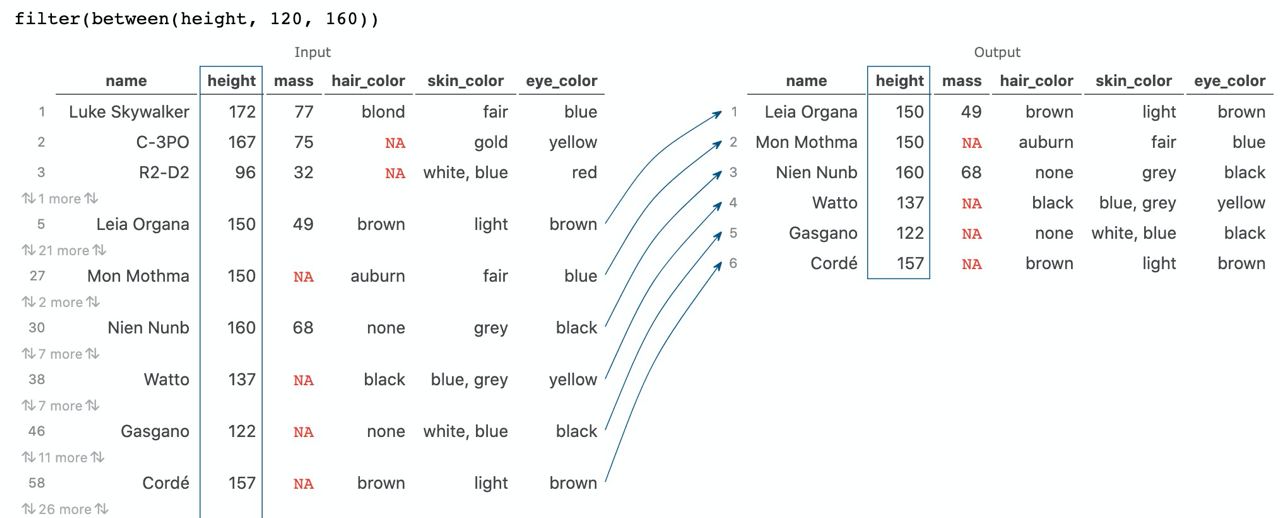 filter(between(height, 120, 160))
Input
name height mass hair_color skin_color eye_color
1 Luke Skywalker 172 77 blond fair blue
2 C-3PO 167 75 NA gold yellow
3 R2-D2 96 32 NA white, blue red
⇅1 more⇅
5 Leia Organa 150 49 brown light brown
⇅21 more⇅
27 Mon Mothma 150 NA auburn fair blue
⇅2 more⇅
30 Nien Nunb 160 68 none grey black
⇅7 more⇅
38 Watto 137 NA black blue, grey yellow
⇅7 more⇅
46 Gasgano 122 NA none white, blue black
⇅11 more⇅
58 Cordé 157 NA brown light brown
⇅26 more⇅
Output
name height mass hair_color skin_color eye_color
1 Leia Organa 150 49 brown light brown
2 Mon Mothma 150 NA auburn fair blue
3 Nien Nunb 160 68 none grey black
4 Watto 137 NA black blue, grey yellow
5 Gasgano 122 NA none white, blue black
6 Cordé 157 NA brown light brown